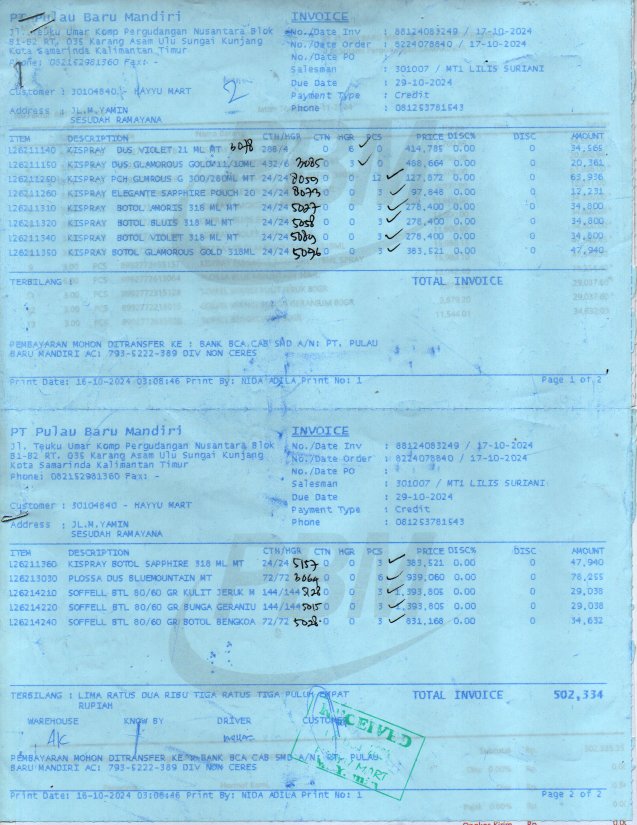 PT Pulau Baru Mandiri
INVOICE
Jl. Teuku Umar Komp Pergudangan Nusantara Blok
No./Date Inv : 88124083249 / 17-10-2024
B1-B2 RT. 035 Karang Asam Ulu Sungai Kunjang
No./Date Order : 8224078840 / 17-10-2024
Kota Samarinda Kalimantan Timur
No./Date PO :
Phone: 082152981360 Fax: -
Salesman : 301007 / MT1 LILIS SURIANI
Due Date : 29-10-2024
Customer : 30104840 - HAYYU MART
2
Payment Type : Credit
Address : JL.M.YAMIN
Phone : 081253781543
SESUDAH RAMAYANA
ITEM DESCRIPTION CTN/HGR CTN HGR PCS PRICE DISC% DISC AMOUNT
126211140 KISPRAY DUS VIOLET 21 ML MT 288/4 0 6 0 414,785 0.00 0 34,565
126211150 KISPRAY DUS GLAMOROUS GOLD 11/10ML 432/6 3 0 488,664 0.00 0 20,361
126211250 KISPRAY PCH GLMROUS G 300/280ML MT 24/24 8050 0 0 12 127,872 0.00 0 63,936
126211260 KISPRAY ELEGANTE SAPPHIRE POUCH 20 24/24 8073 0 0 3 97,848 0.00 0 12,231
126211310 KISPRAY BOTOL AMORIS 318 ML MT 24/24 5027 0 0 3 278,400 0.00 0 34,800
126211320 KISPRAY BOTOL BLUIS 318 ML MT 24/24 5058 0 0 3 278,400 0.00 0 34,800
126211340 KISPRAY BOTOL VIOLET 318 ML MT 24/24 0 0 3 278,400 0.00 0 34,800
126211350 KISPRAY BOTOL GLAMOROUS GOLD 318ML 24/24 5096 0 0 3 383,521 0.00 0 47,940
TERBILANG :
TOTAL INVOICE
PEMBAYARAN MOHON DITRANSFER KE : BANK BCA CAB SMD A/N: PT. PULAU
BARU MANDIRI AC: 793-5222-389 DIV NON CERES
Print Date: 16-10-2024 03:08:46 Print By: NIDA ADILA Print No: 1
Page 1 of 2
PT Pulau Baru Mandiri
INVOICE
Jl. Teuku Umar Komp Pergudangan Nusantara Blok
No./Date Inv : 88124083249 / 17-10-2024
B1-B2 RT. 035 Karang Asam Ulu Sungai Kunjang
No./Date Order : 8224078840 / 17-10-2024
Kota Samarinda Kalimantan Timur
No./Date PO :
Phone: 082152981360 Fax: -
Salesman : 301007 / MT1 LILIS SURIANI
Due Date : 29-10-2024
Customer : 30104840 - HAYYU MART
Payment Type : Credit
Address : JL.M.YAMIN
Phone : 081253781543
SESUDAH RAMAYANA
BBM
ITEM DESCRIPTION CTN/HGR CTN HGR PCS PRICE DISC% DISC AMOUNT
126211360 KISPRAY BOTOL SAPPHIRE 318 ML MT 24/24 5157 0 0 3 383,521 0.00 0 47,940
126213030 PLOSSA DUS BLUEMOUNTAIN MT 72/72 3064 0 0 6 939,060 0.00 0 78,255
126214210 SOFFELL BTL 80/60 GR KULIT JERUK M 144/144 0 3 1,393,805 0.00 0 29,038
126214220 SOFFELL BTL 80/60 GR BUNGA GERANIU 144/144 5015 0 3 1,393,805 0.00 0 29,038
126214240 SOFFELL BTL 80/60 GR BOTOL BENGKOA 72/72 5028 0 0 3 831,168 0.00 0 34,632
TERBILANG : LIMA RATUS DUA RIBU TIGA RATUS TIGA PULUH EMPAT
TOTAL INVOICE 502,334
RUPIAH
WAREHOUSE KNOW BY DRIVER CUSTOMER
RECEIVED
PEMBAYARAN MOHON DITRANSFER KE : BANK BCA CAB SMD A/N: PT. PULAU
MART
BARU MANDIRI AC: 793-5222-389 DIV NON CERES
Print Date: 16-10-2024 03:08:46 Print By: NIDA ADILA Print No: 1
Page 2 of 2